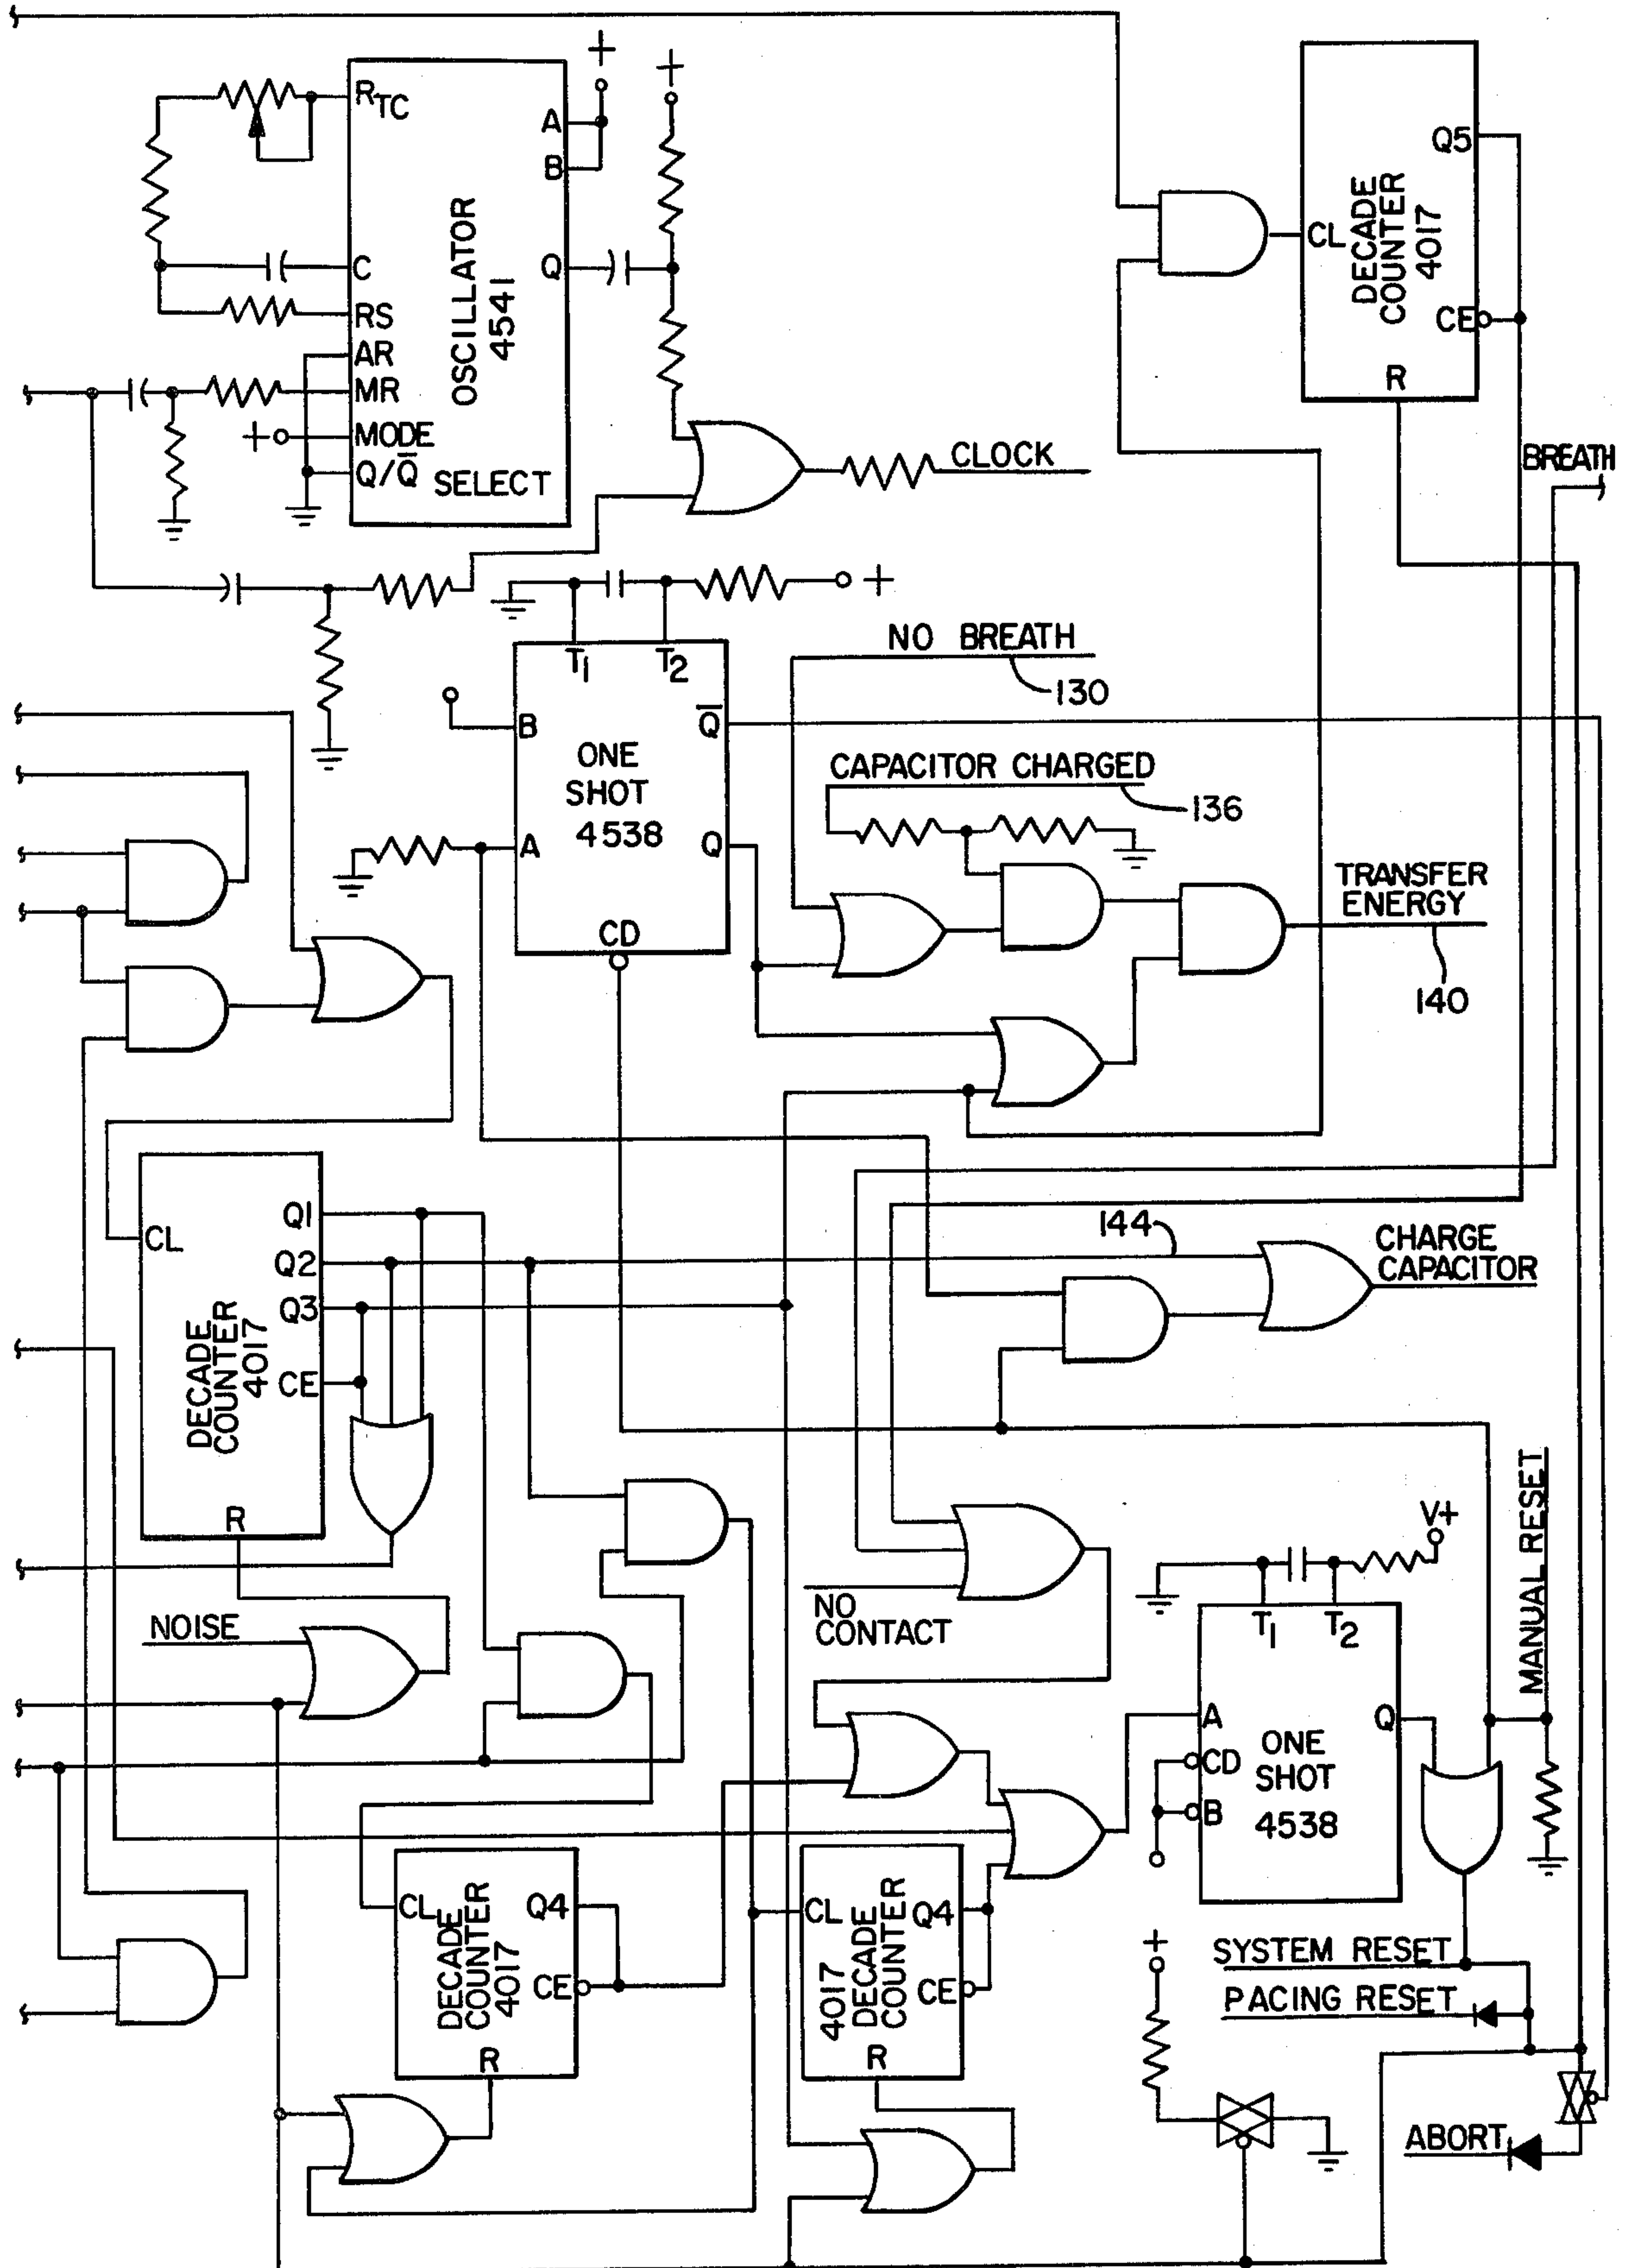 +
+
RTC
A
B
C
Q
RS
AR
MR
+
MODE
Q/Q̅ SELECT
OSCILLATOR
4541
Q5
CL
DECADE
COUNTER
4017
CE
R
CLOCK
BREATH
+
T1
T2
B
Q̅
ONE
SHOT
4538
A
Q
CD
NO BREATH
130
CAPACITOR CHARGED
136
TRANSFER
ENERGY
140
CL
Q1
Q2
Q3
CE
DECADE
COUNTER
4017
R
144
CHARGE
CAPACITOR
NOISE
NO
CONTACT
V+
MANUAL RESET
T1
T2
A
Q
CD
B
ONE
SHOT
4538
CL
Q4
DECADE
COUNTER
4017
CE
R
CL
Q4
4017
DECADE
COUNTER
CE
R
+
SYSTEM RESET
PACING RESET
ABORT